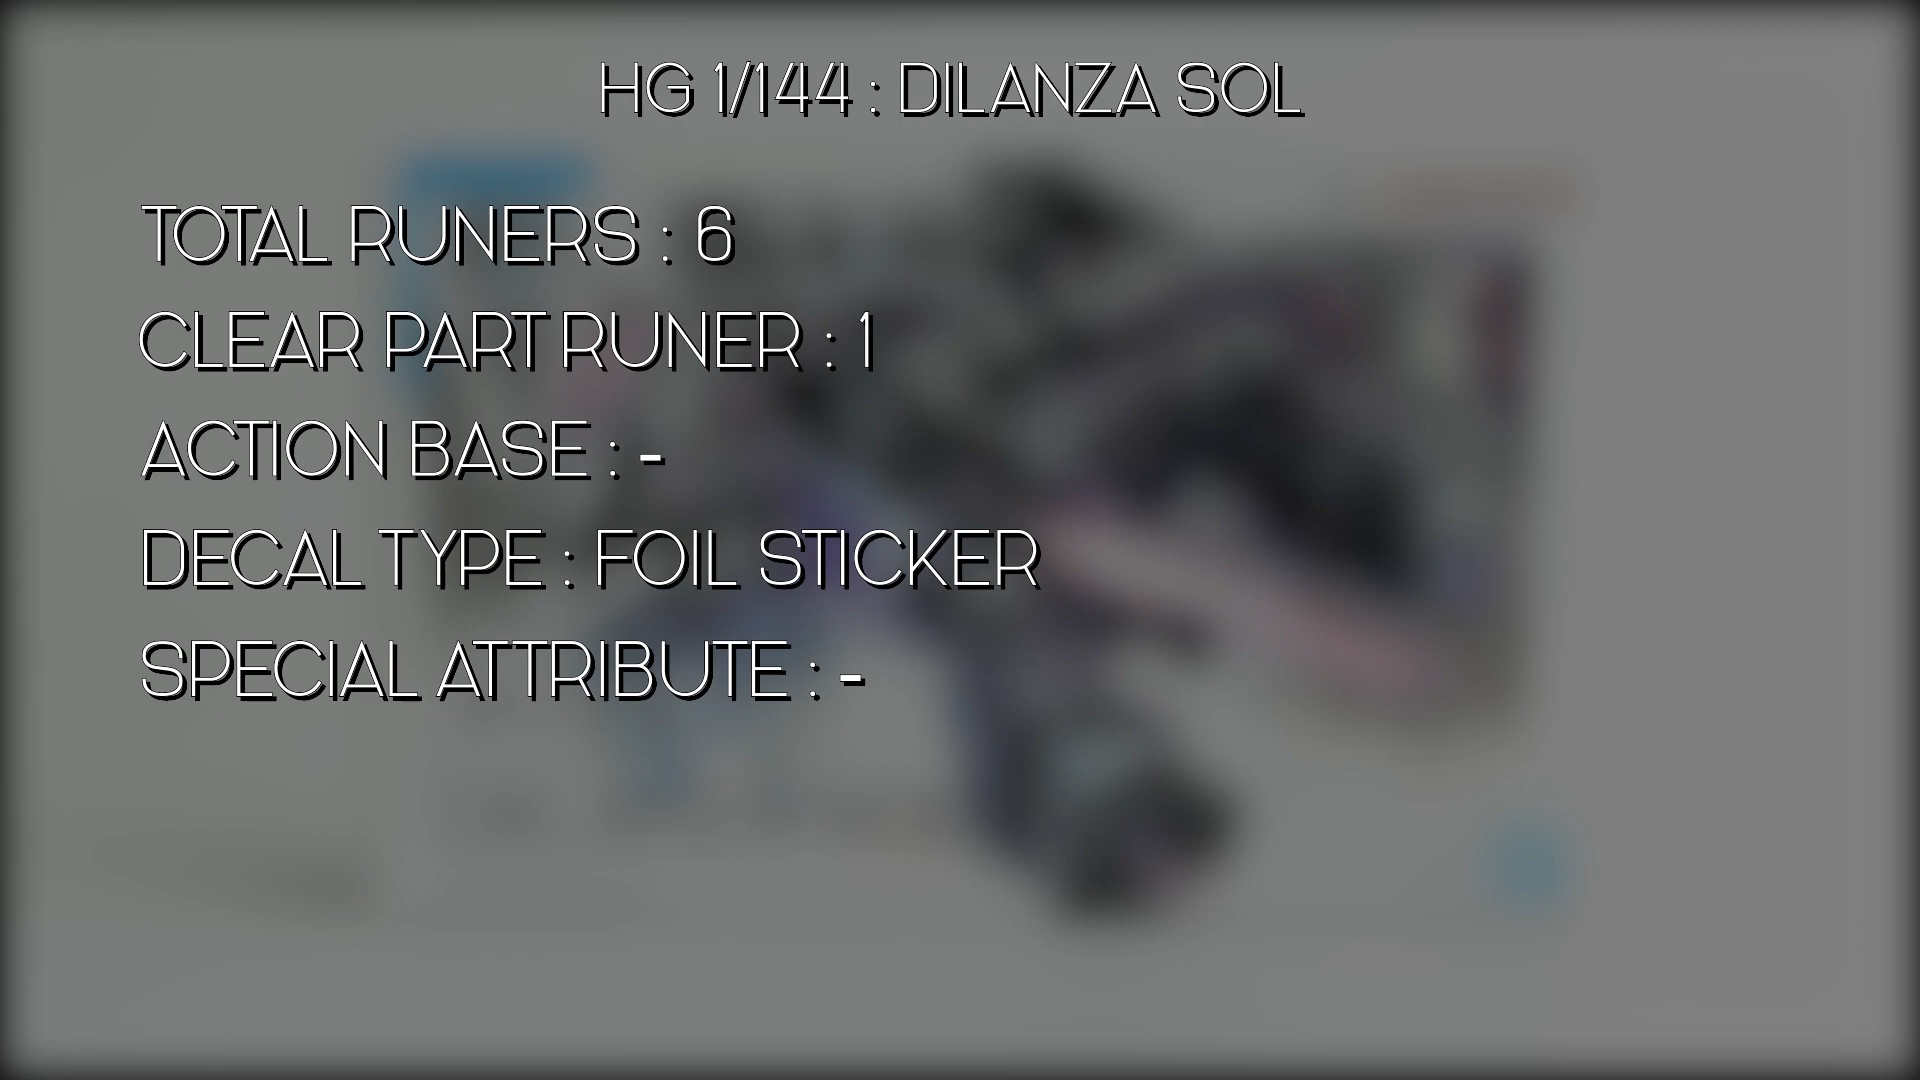 HG 1/144 : DILANZA SOL
TOTAL RUNERS : 6
CLEAR PART RUNER : 1
ACTION BASE : -
DECAL TYPE : FOIL STICKER
SPECIAL ATTRIBUTE : -